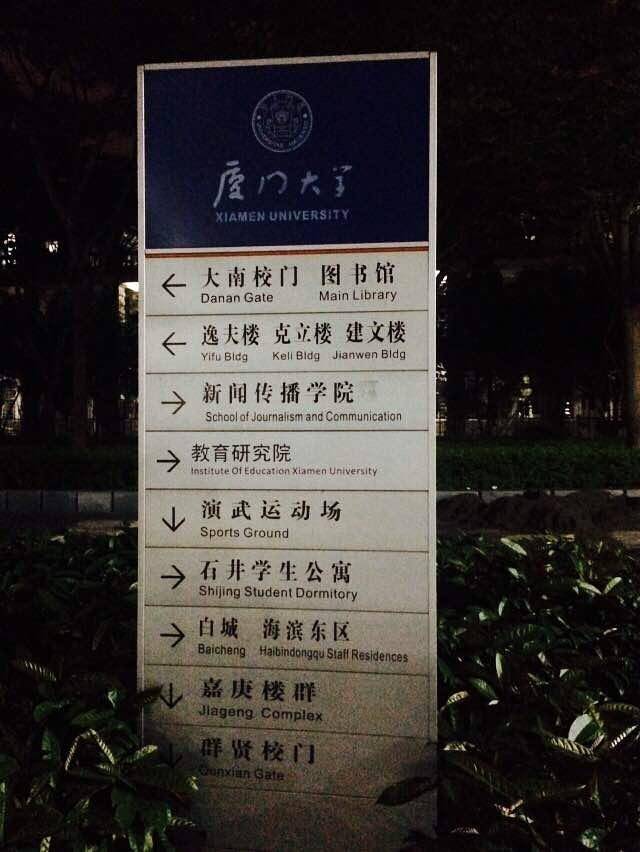 厦门大学
XIAMEN UNIVERSITY
← 大南校门 图书馆
Danan Gate Main Library
← 逸夫楼 克立楼 建文楼
Yifu Bldg Keli Bldg Jianwen Bldg
→ 新闻传播学院
School of Journalism and Communication
→ 教育研究院
Institute Of Education Xiamen University
↓ 演武运动场
Sports Ground
→ 石井学生公寓
Shijing Student Dormitory
→ 白城 海滨东区
Baicheng Haibindongqu Staff Residences
↓ 嘉庚楼群
Jiageng Complex
↓ 群贤校门
Qunxian Gate